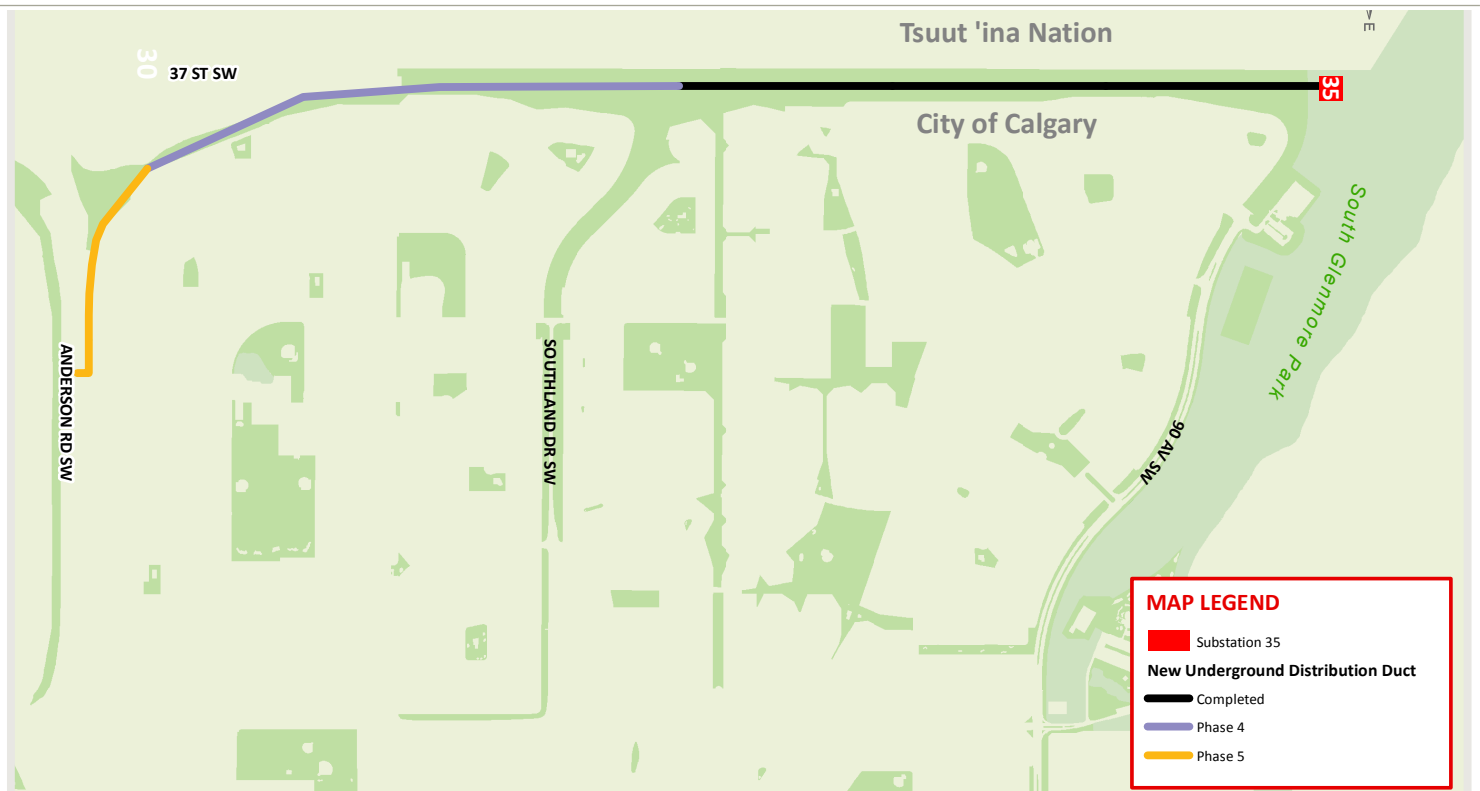 Tsuut 'ina Nation
30
37 ST SW
35
City of Calgary
South Glenmore Park
ANDERSON RD SW
SOUTHLAND DR SW
90 AV SW
MAP LEGEND
Substation 35
New Underground Distribution Duct
Completed
Phase 4
Phase 5